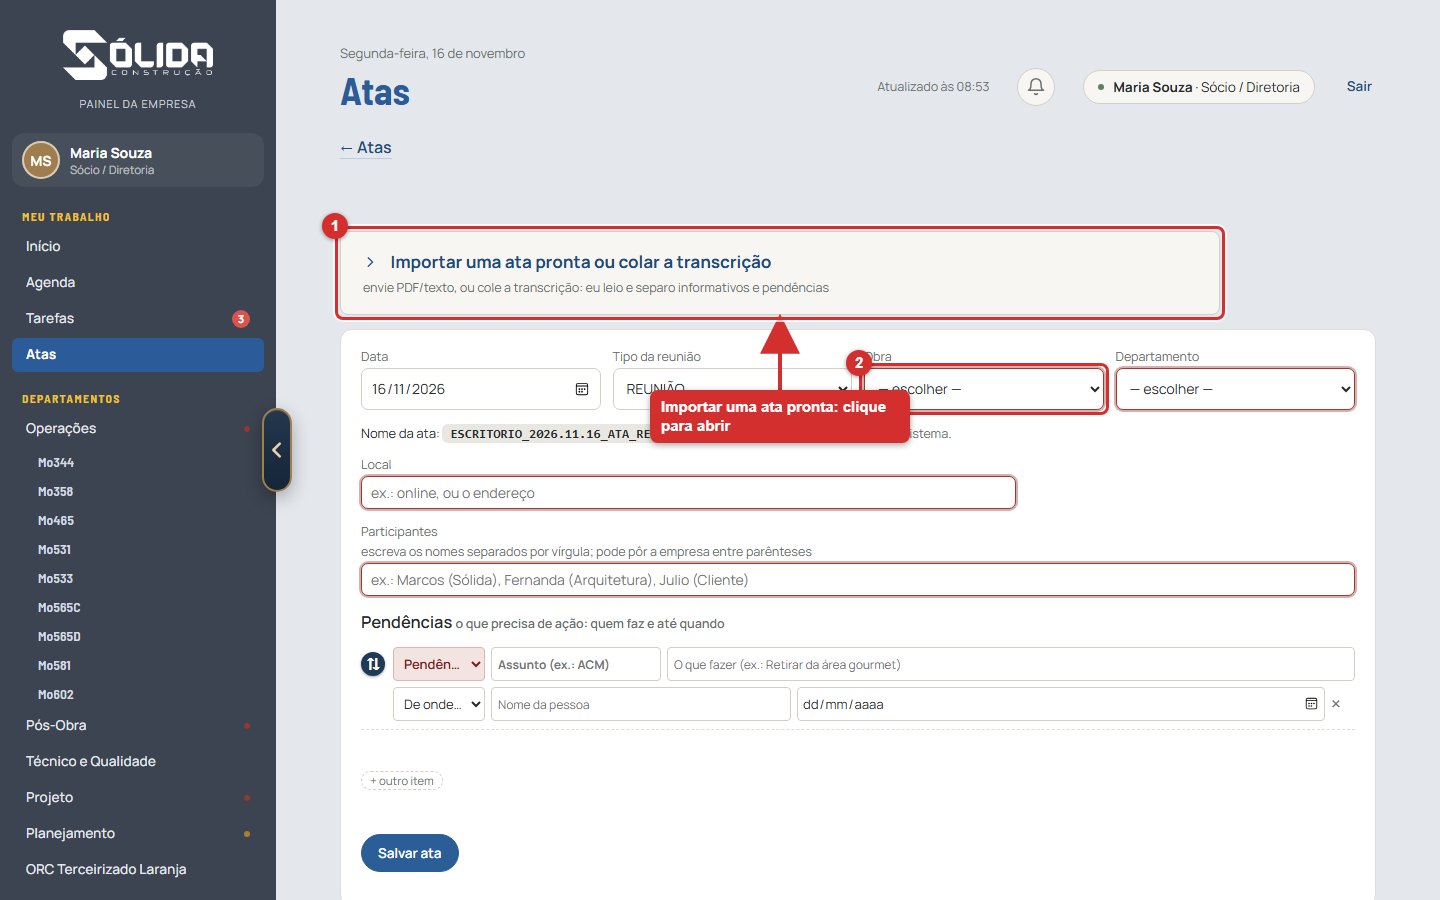 SÓLIDA
CONSTRUÇÃO
PAINEL DA EMPRESA
MS
Maria Souza
Sócio / Diretoria
MEU TRABALHO
Início
Agenda
Tarefas
3
Atas
DEPARTAMENTOS
Operações
Mo344
Mo358
Mo465
Mo531
Mo533
Mo565C
Mo565D
Mo581
Mo602
Pós-Obra
Técnico e Qualidade
Projeto
Planejamento
ORC Terceirizado Laranja
Segunda-feira, 16 de novembro
Atas
Atualizado às 08:53
Maria Souza · Sócio / Diretoria
Sair
← Atas
1
Importar uma ata pronta ou colar a transcrição
envie PDF/texto, ou cole a transcrição: eu leio e separo informativos e pendências
Data
Tipo da reunião
2
Obra
Departamento
16/11/2026
REUNIÃO
— escolher —
— escolher —
Importar uma ata pronta: clique
para abrir
Nome da ata: ESCRITORIO_2026.11.16_ATA_RE
istema.
Local
ex.: online, ou o endereço
Participantes
escreva os nomes separados por vírgula; pode pôr a empresa entre parênteses
ex.: Marcos (Sólida), Fernanda (Arquitetura), Julio (Cliente)
Pendências o que precisa de ação: quem faz e até quando
Pendên...
Assunto (ex.: ACM)
O que fazer (ex.: Retirar da área gourmet)
De onde...
Nome da pessoa
dd/mm/aaaa
×
+ outro item
Salvar ata